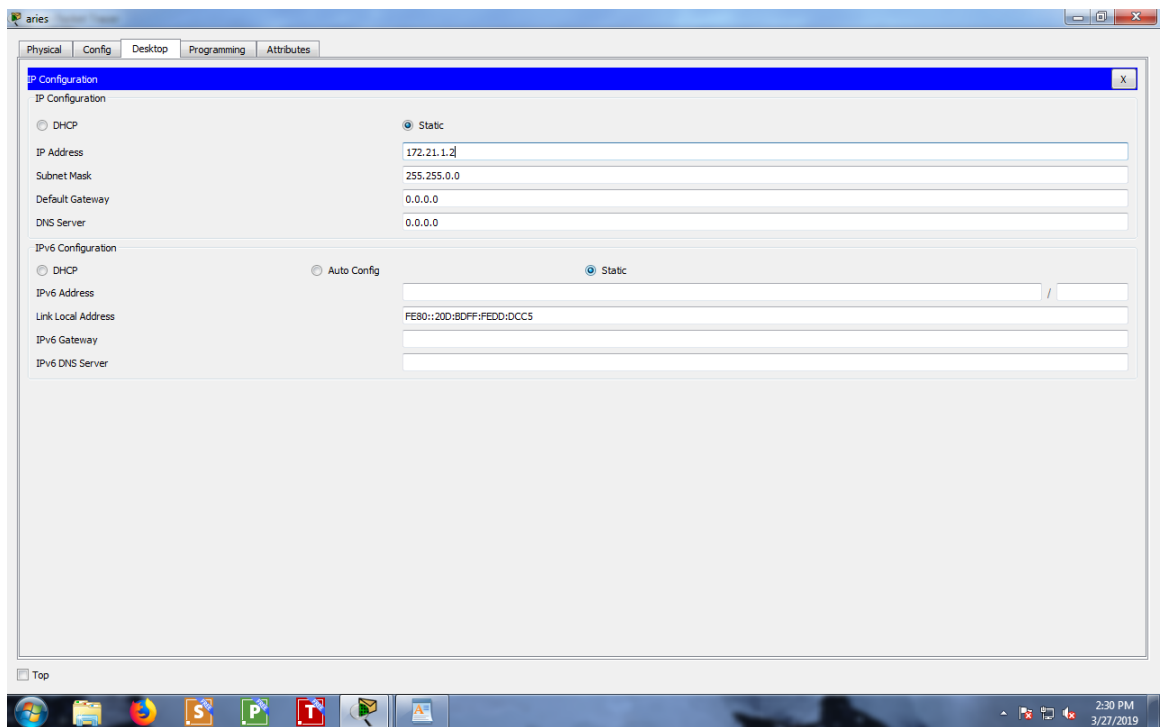 aries
Physical Config Desktop Programming Attributes
IP Configuration X
IP Configuration
DHCP Static
IP Address 172.21.1.2
Subnet Mask 255.255.0.0
Default Gateway 0.0.0.0
DNS Server 0.0.0.0
IPv6 Configuration
DHCP Auto Config Static
IPv6 Address /
Link Local Address FE80::20D:BDFF:FEDD:DCC5
IPv6 Gateway
IPv6 DNS Server
Top
S P T A
2:30 PM
3/27/2019